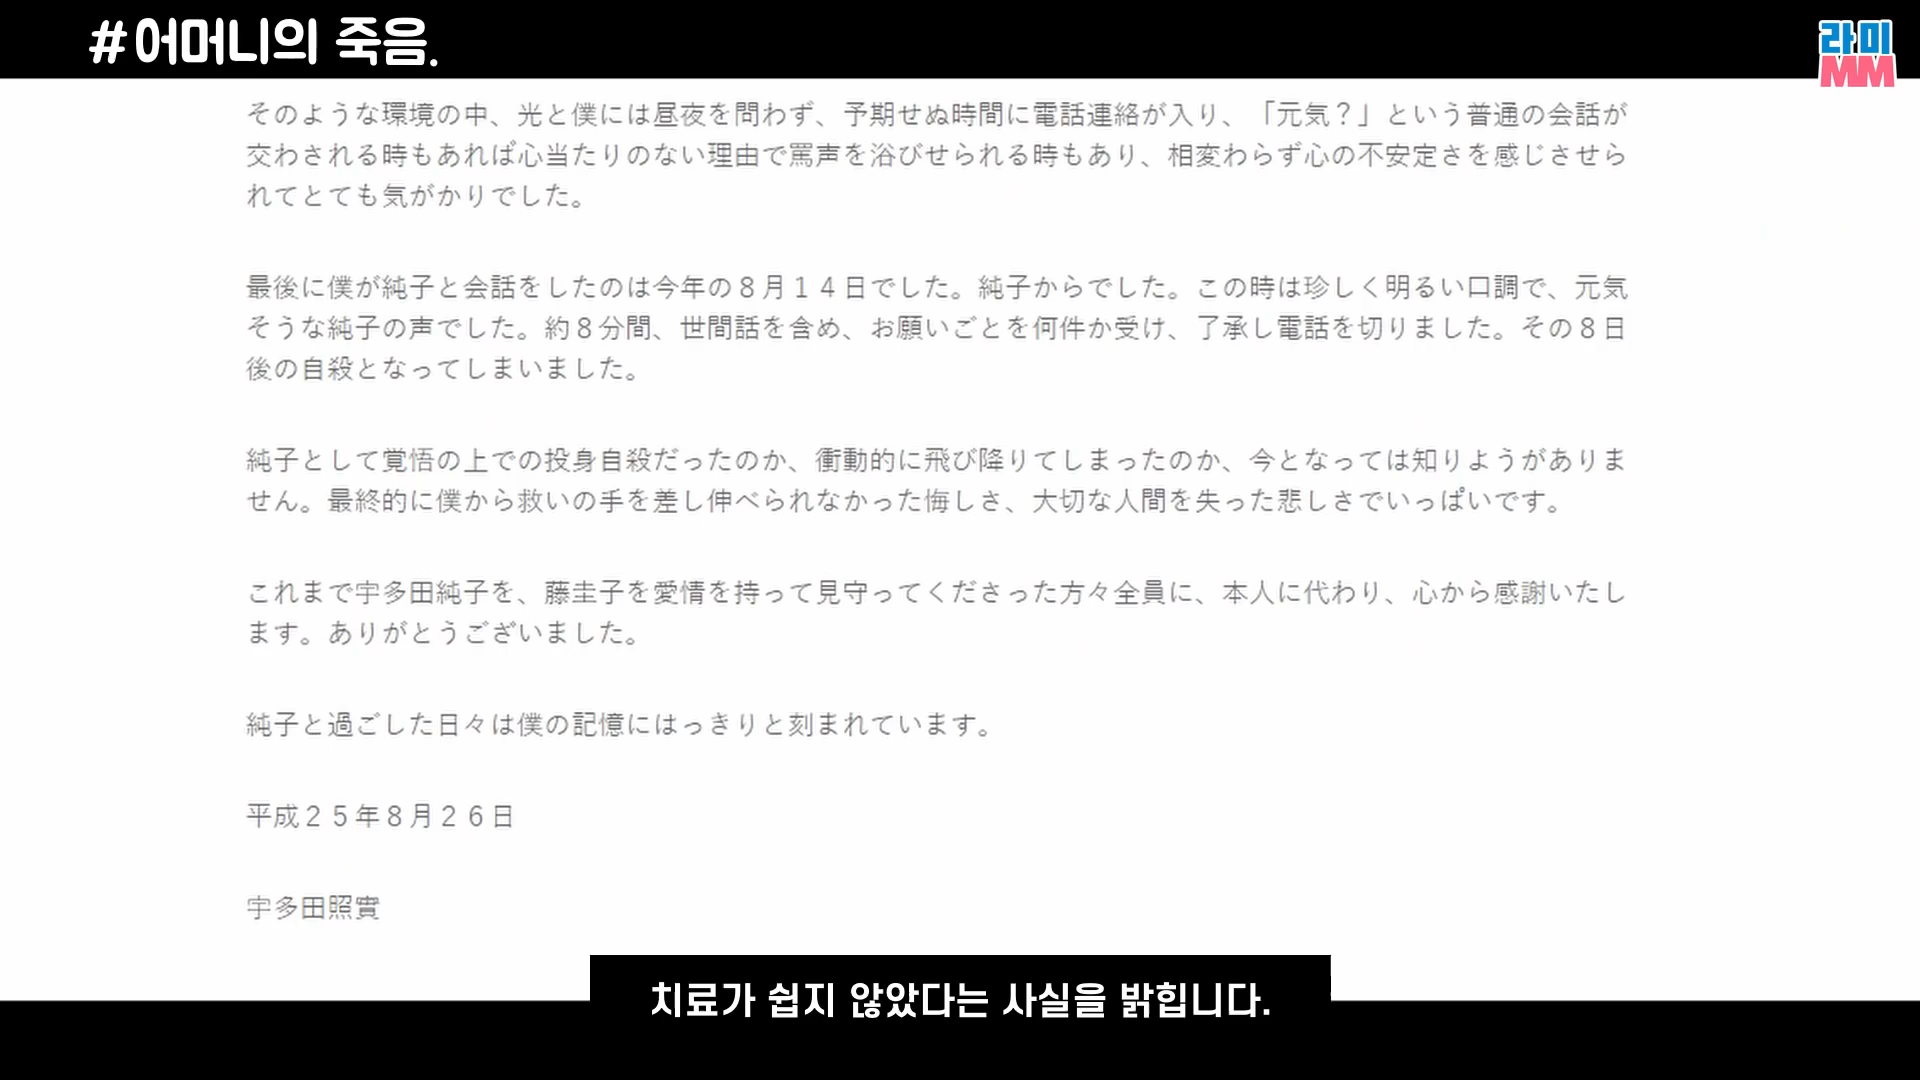 #어머니의 죽음.
라미
MM
そのような環境の中、光と僕には昼夜を問わず、予期せぬ時間に電話連絡が入り、「元気？」という普通の会話が
交わされる時もあれば心当たりのない理由で罵声を浴びせられる時もあり、相変わらず心の不安定さを感じさせら
れてとても気がかりでした。
最後に僕が純子と会話をしたのは今年の８月１４日でした。純子からでした。この時は珍しく明るい口調で、元気
そうな純子の声でした。約８分間、世間話を含め、お願いごとを何件か受け、了承し電話を切りました。その８日
後の自殺となってしまいました。
純子として覚悟の上での投身自殺だったのか、衝動的に飛び降りてしまったのか、今となっては知りようがありま
せん。最終的に僕から救いの手を差し伸べられなかった悔しさ、大切な人間を失った悲しさでいっぱいです。
これまで宇多田純子を、藤圭子を愛情を持って見守ってくださった方々全員に、本人に代わり、心から感謝いたし
ます。ありがとうございました。
純子と過ごした日々は僕の記憶にはっきりと刻まれています。
平成２５年８月２６日
宇多田照實
치료가 쉽지 않았다는 사실을 밝힙니다.